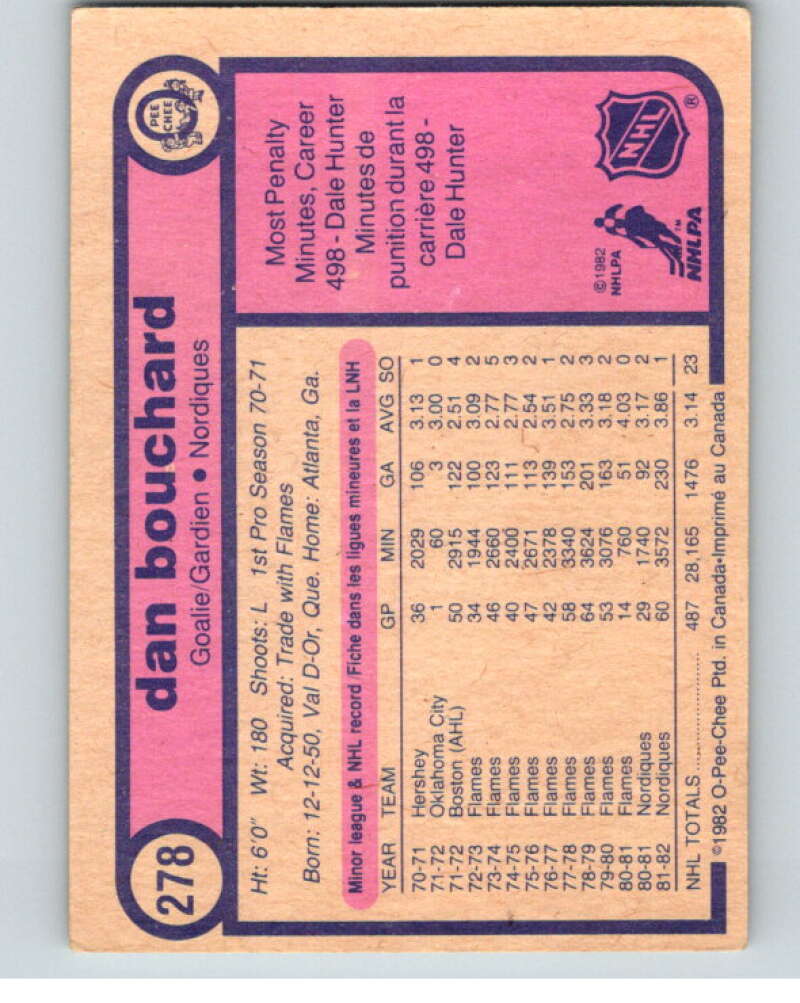 278
dan bouchard
Goalie/Gardien • Nordiques
O
PEE
CHEE
Ht: 6'0" Wt: 180 Shoots: L 1st Pro Season 70-71
Acquired: Trade with Flames
Born: 12-12-50, Val D-Or, Que. Home: Atlanta, Ga.
Minor league & NHL record/Fiche dans les ligues mineures et la LNH
YEAR TEAM GP MIN GA AVG SO
70-71 Hershey 36 2029 106 3.13 1
71-72 Oklahoma City 1 60 3 3.00 0
71-72 Boston (AHL) 50 2915 122 2.51 4
72-73 Flames 34 1944 100 3.09 2
73-74 Flames 46 2660 123 2.77 5
74-75 Flames 40 2400 111 2.77 3
75-76 Flames 47 2671 113 2.54 2
76-77 Flames 42 2378 139 3.51 1
77-78 Flames 58 3340 153 2.75 2
78-79 Flames 64 3624 201 3.33 3
79-80 Flames 53 3076 163 3.18 2
80-81 Flames 14 760 51 4.03 0
80-81 Nordiques 29 1740 92 3.17 2
81-82 Nordiques 60 3572 230 3.86 1
NHL TOTALS ................ 487 28,165 1476 3.14 23
©1982 O-Pee-Chee Ptd. in Canada•Imprimé au Canada
Most Penalty
Minutes, Career
498 - Dale Hunter
Minutes de
punition durant la
carrière 498 -
Dale Hunter
©1982
NHLPA
TM
NHLPA
NHL
®